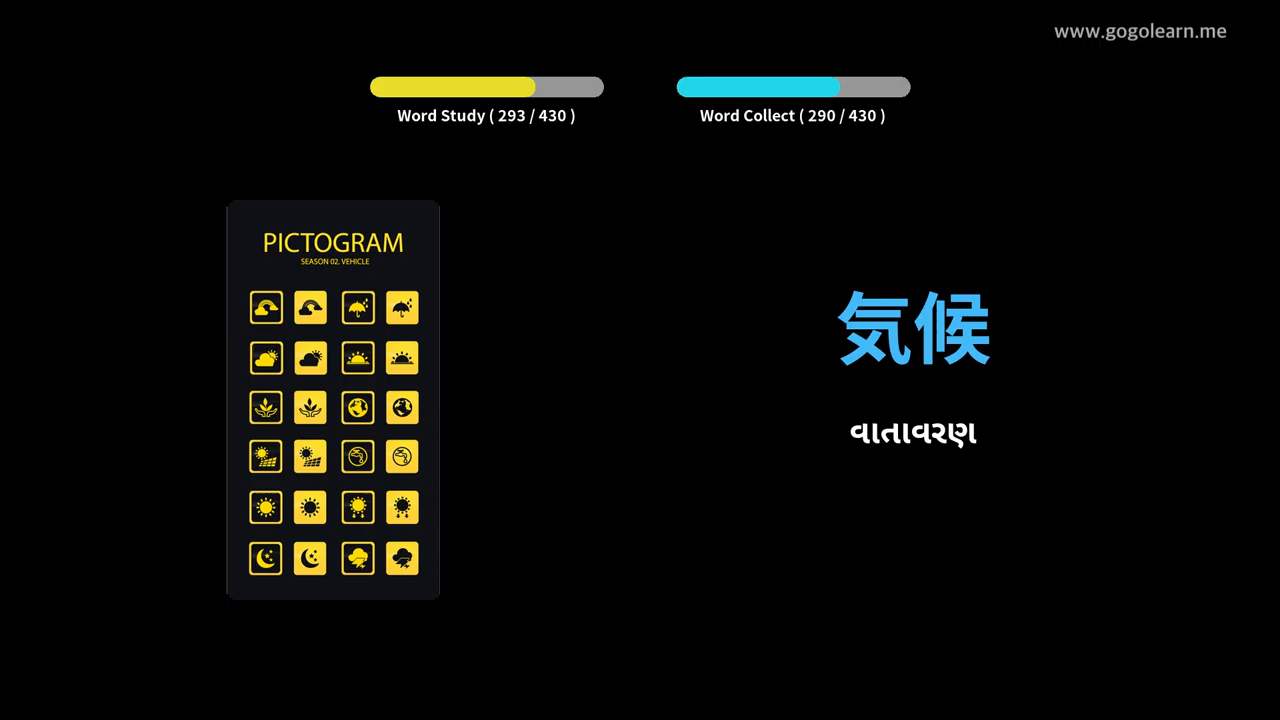 www.gogolearn.me
Word Study ( 293 / 430 )
Word Collect ( 290 / 430 )
PICTOGRAM
SEASON 02. VEHICLE
気候
વાતાવરણ